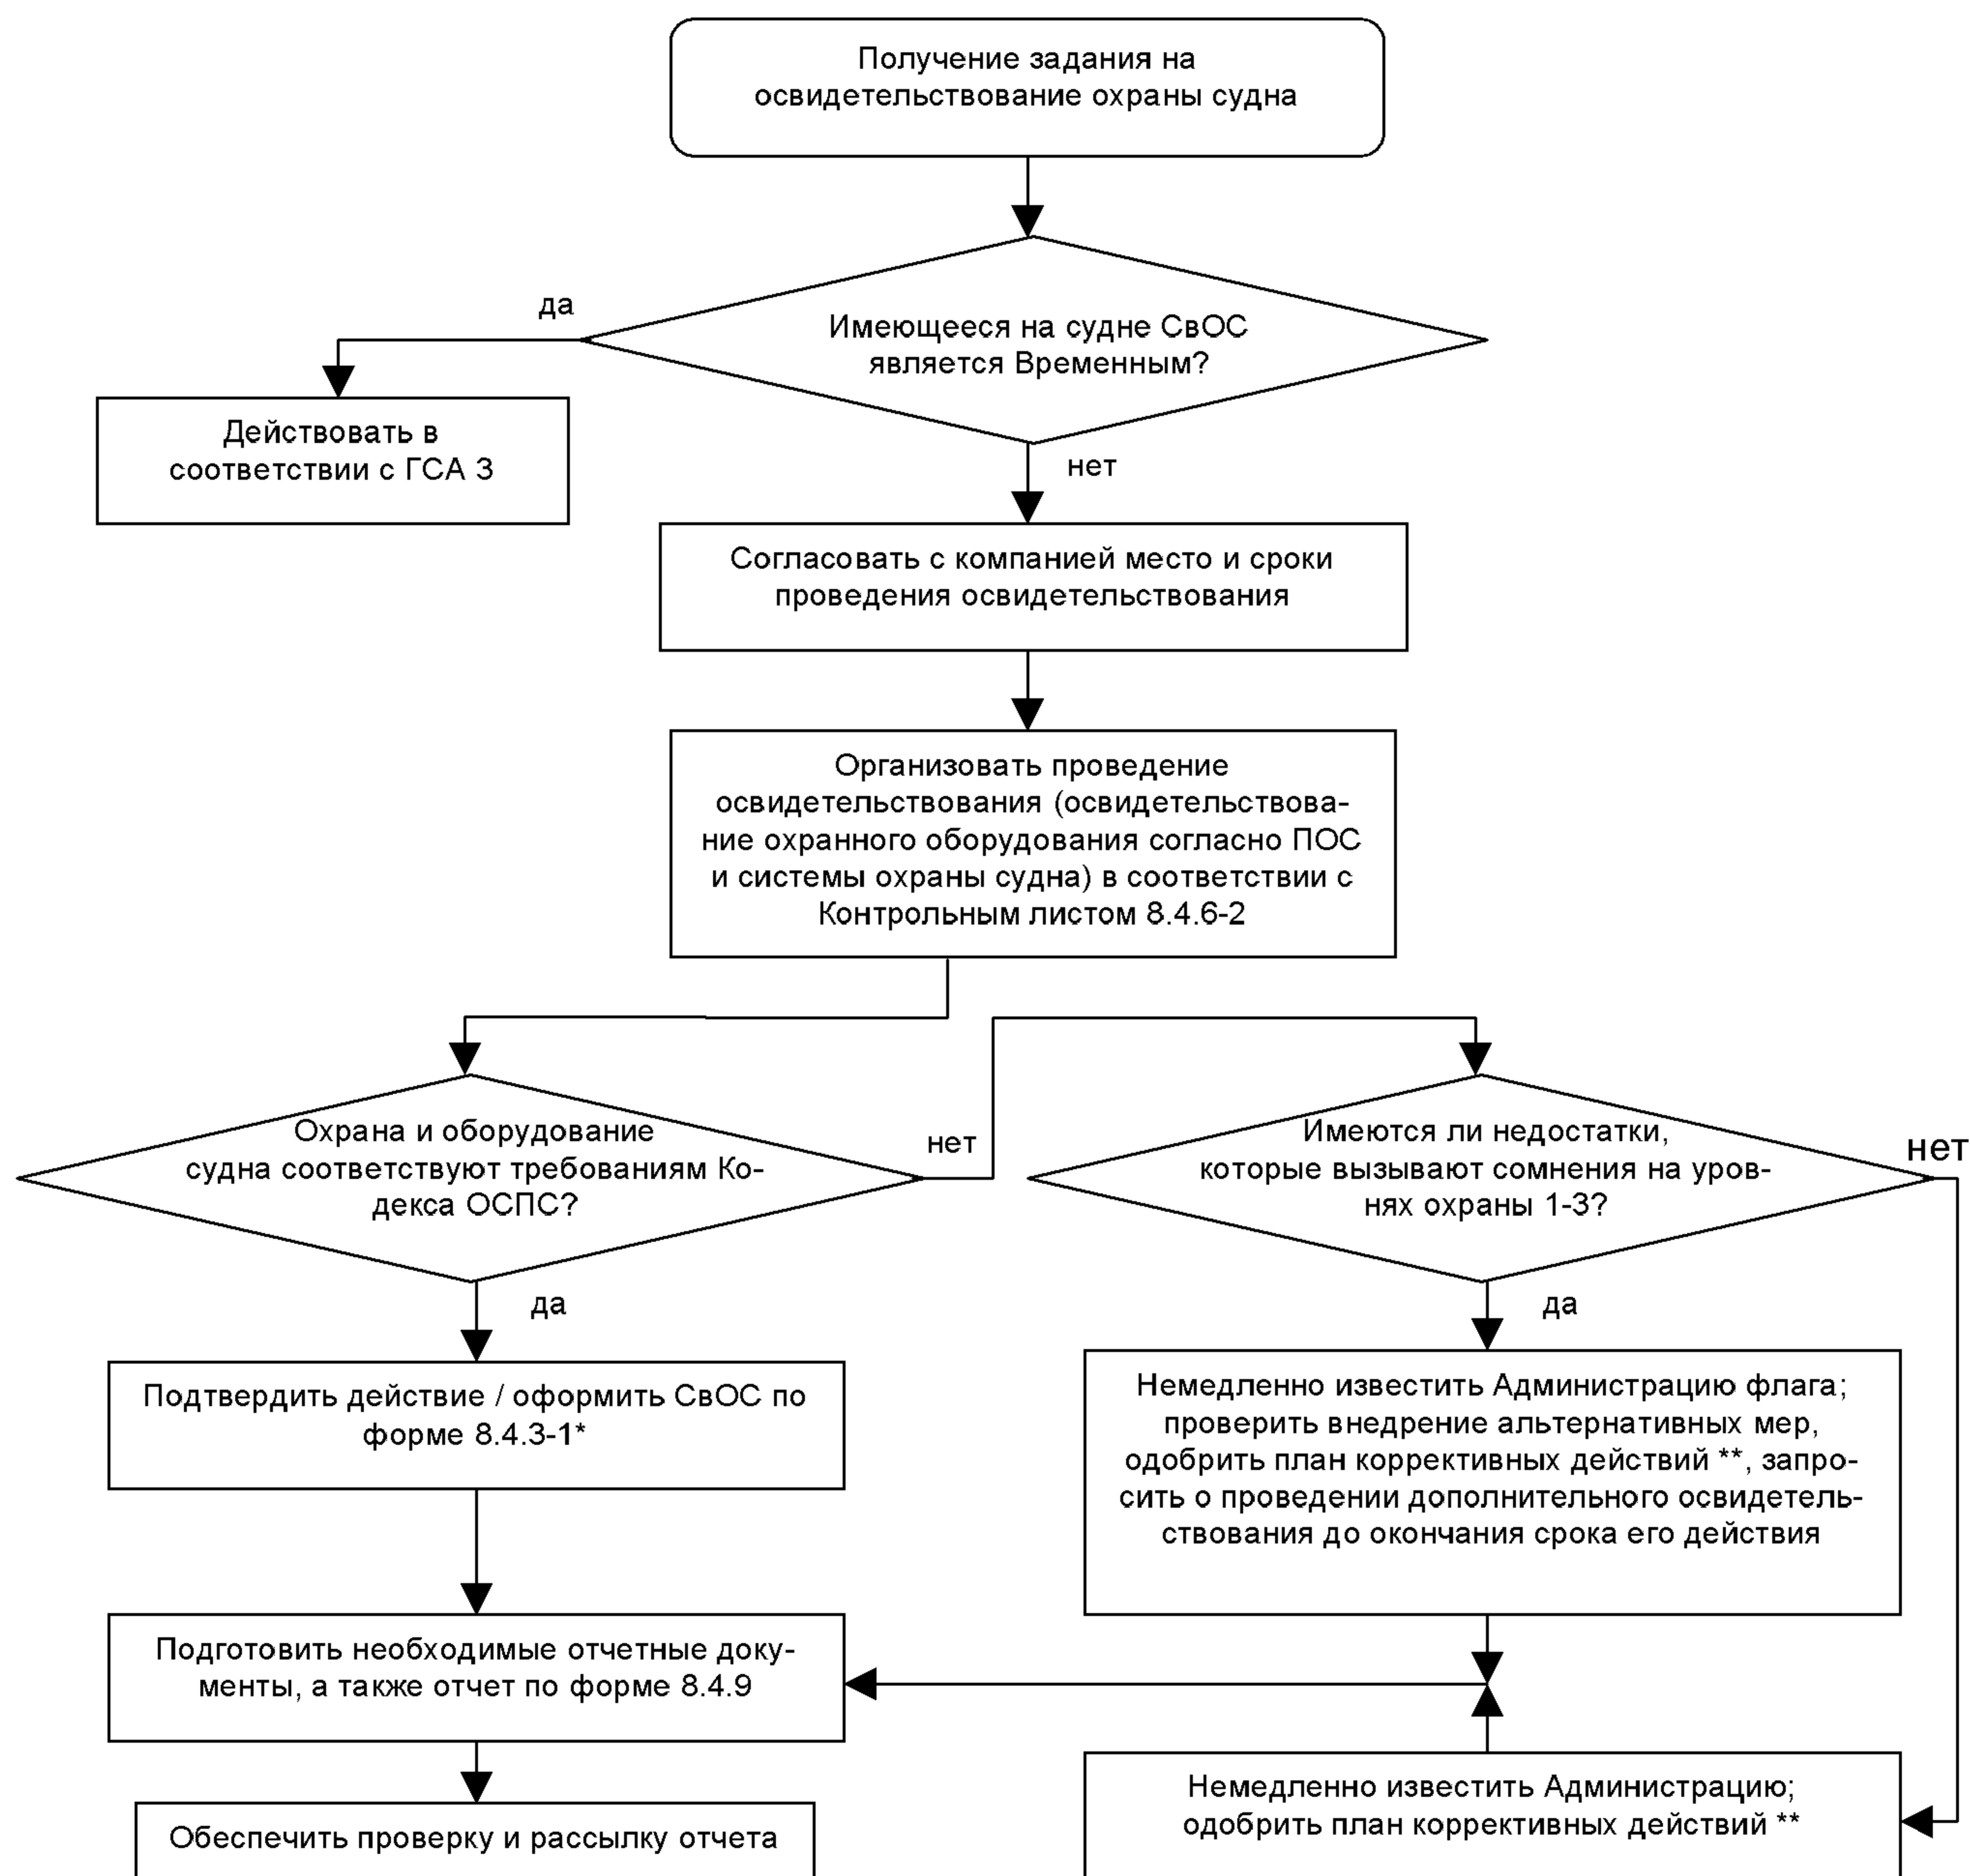 Получение задания на
освидетельствование охраны судна
да
Имеющееся на судне СвОС
является Временным?
Действовать в
соответствии с ГСА 3
нет
Согласовать с компанией место и сроки
проведения освидетельствования
Организовать проведение
освидетельствования (освидетельствова-
ние охранного оборудования согласно ПОС
и системы охраны судна) в соответствии с
Контрольным листом 8.4.6-2
Охрана и оборудование
судна соответствуют требованиям Ко-
декса ОСПС?
нет
Имеются ли недостатки,
которые вызывают сомнения на уров-
нях охраны 1-3?
нет
да
да
Подтвердить действие / оформить СвОС по
форме 8.4.3-1*
Немедленно известить Администрацию флага;
проверить внедрение альтернативных мер,
одобрить план коррективных действий **, запро-
сить о проведении дополнительного освидетель-
ствования до окончания срока его действия
Подготовить необходимые отчетные доку-
менты, а также отчет по форме 8.4.9
Немедленно известить Администрацию;
одобрить план коррективных действий **
Обеспечить проверку и рассылку отчета